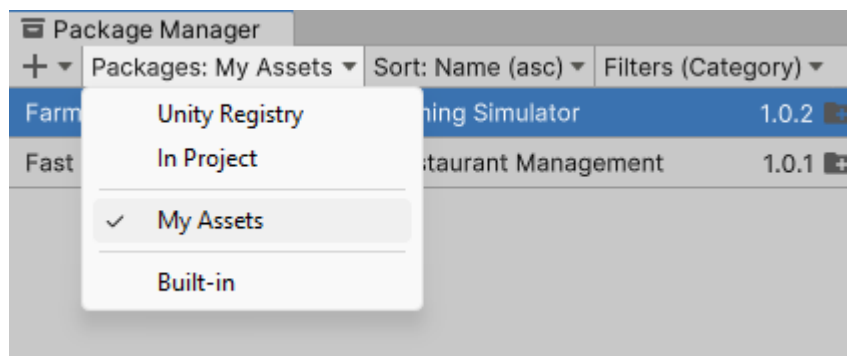 Package Manager
+ Packages: My Assets Sort: Name (asc) Filters (Category)
Unity Registry
In Project
My Assets
Built-in
Farm ning Simulator 1.0.2
Fast staurant Management 1.0.1